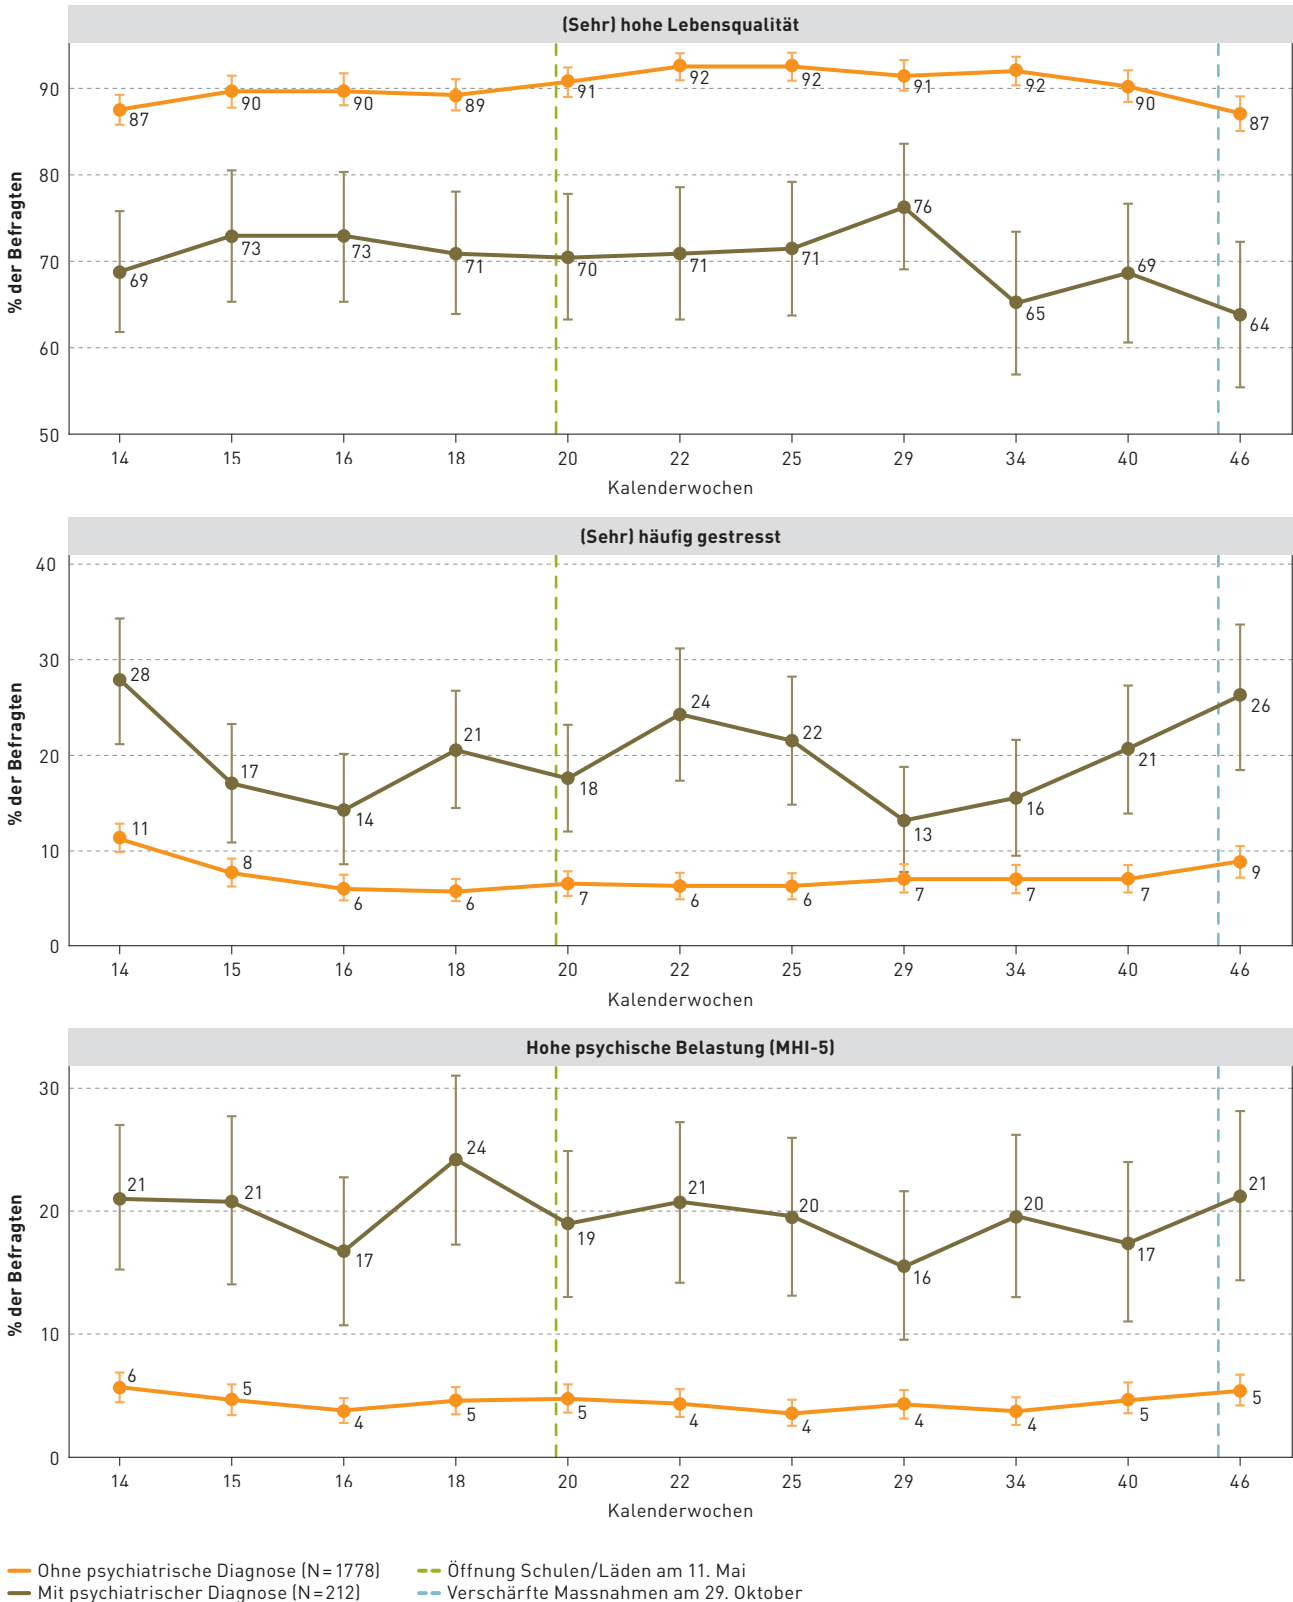 (Sehr) hohe Lebensqualität
% der Befragten
90
80
70
60
50
87 90 90 89 91 92 92 91 92 90 87
69 73 73 71 70 71 71 76 65 69 64
14 15 16 18 20 22 25 29 34 40 46
Kalenderwochen
(Sehr) häufig gestresst
% der Befragten
40
30
20
10
0
28 17 14 21 18 24 22 13 16 21 26
11 8 6 6 7 6 6 7 7 7 9
14 15 16 18 20 22 25 29 34 40 46
Kalenderwochen
Hohe psychische Belastung (MHI-5)
% der Befragten
30
20
10
0
21 21 17 24 19 21 20 16 20 17 21
6 5 4 5 5 4 4 4 4 5 5
14 15 16 18 20 22 25 29 34 40 46
Kalenderwochen
Ohne psychiatrische Diagnose (N=1778)
Mit psychiatrischer Diagnose (N=212)
Öffnung Schulen/Läden am 11. Mai
Verschärfte Massnahmen am 29. Oktober